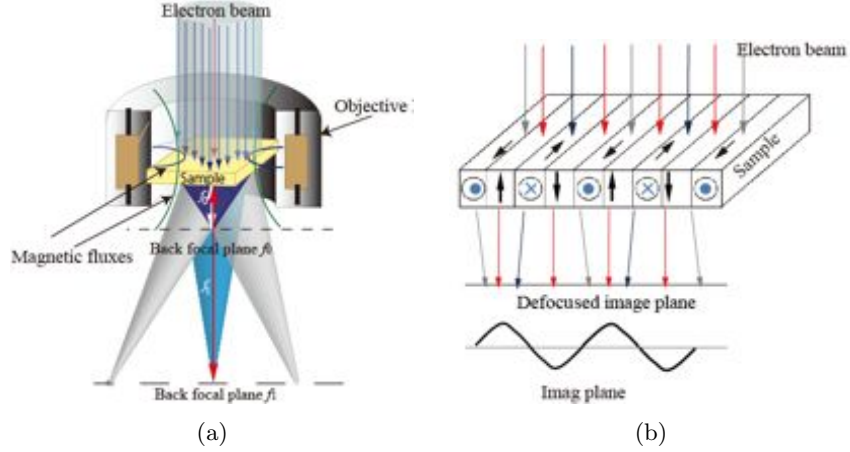 Electron beam
Objective
Sample
Magnetic fluxes
Back focal plane f₀
Back focal plane f₁
(a)
Electron beam
Sample
Defocused image plane
Imag plane
(b)